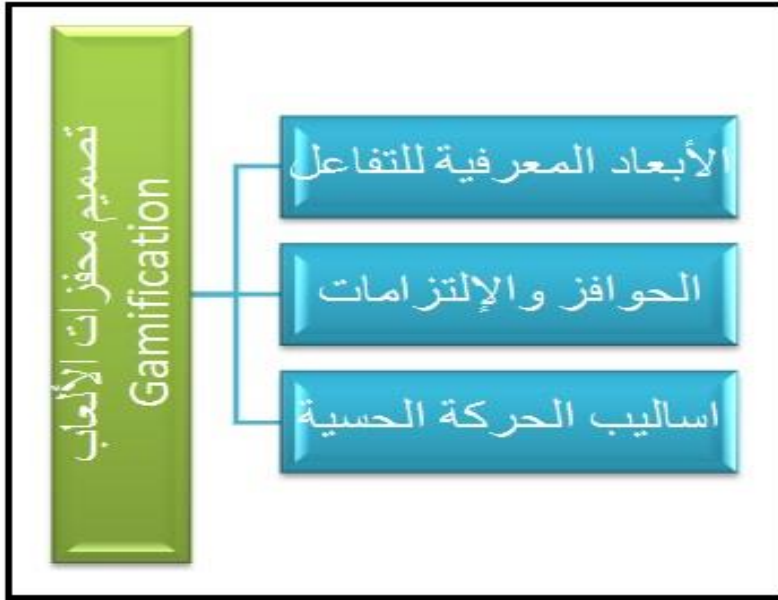 تصميم محفزات الألعاب
Gamification
الأبعاد المعرفية للتفاعل
الحوافز والإلتزامات
اساليب الحركة الحسية